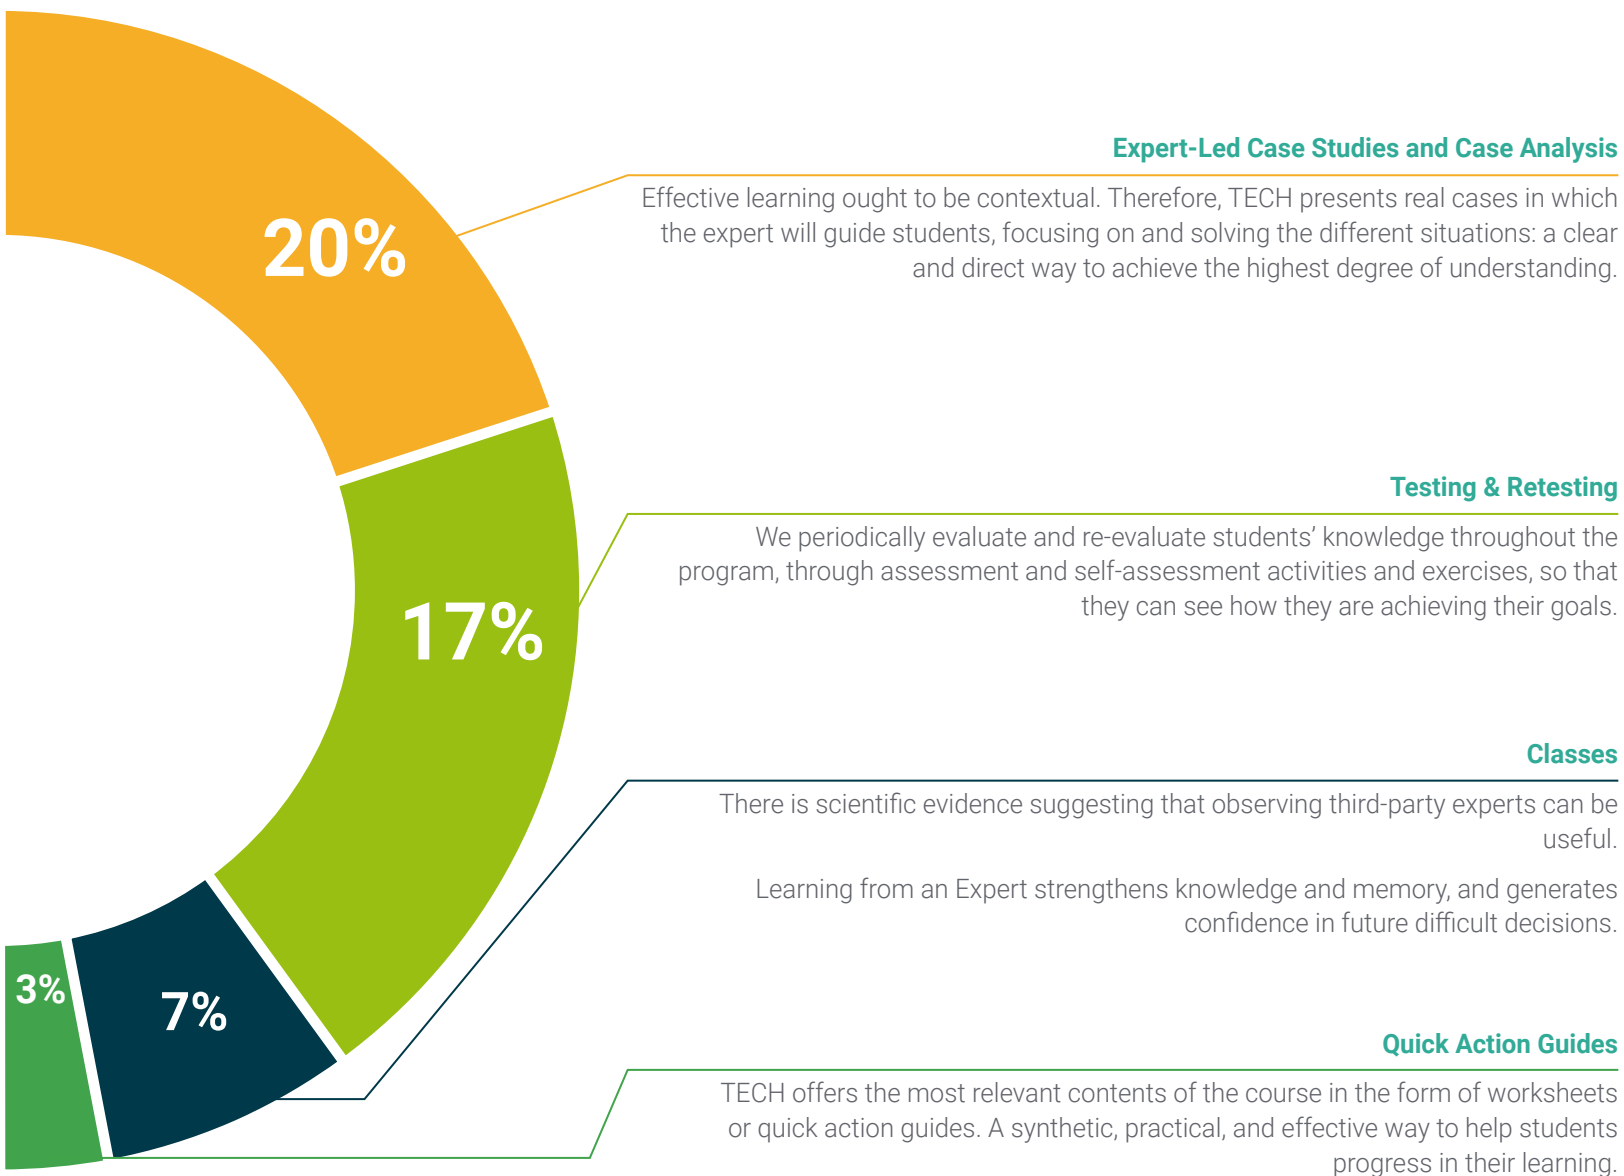 20%
Expert-Led Case Studies and Case Analysis
Effective learning ought to be contextual. Therefore, TECH presents real cases in which
the expert will guide students, focusing on and solving the different situations: a clear
and direct way to achieve the highest degree of understanding.
17%
Testing & Retesting
We periodically evaluate and re-evaluate students’ knowledge throughout the
program, through assessment and self-assessment activities and exercises, so that
they can see how they are achieving their goals.
7%
Classes
There is scientific evidence suggesting that observing third-party experts can be
useful.
Learning from an Expert strengthens knowledge and memory, and generates
confidence in future difficult decisions.
3%
Quick Action Guides
TECH offers the most relevant contents of the course in the form of worksheets
or quick action guides. A synthetic, practical, and effective way to help students
progress in their learning.